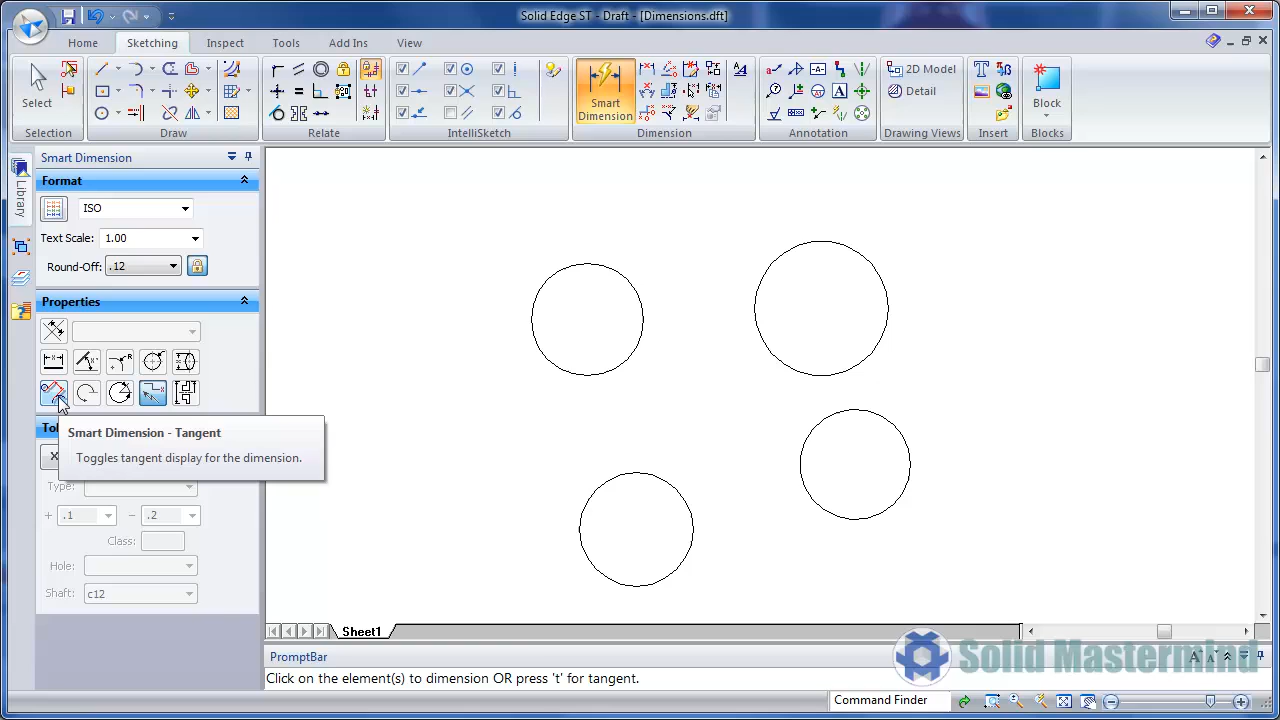 Solid Edge ST - Draft - [Dimensions.dft]
Home Sketching Inspect Tools Add Ins View
Select
Smart
Dimension
2D Model
Detail
Block
Selection Draw Relate IntelliSketch Dimension Annotation Drawing Views Insert Blocks
Library
Smart Dimension
Format
ISO
Text Scale: 1.00
Round-Off: .12
Properties
Smart Dimension - Tangent
Toggles tangent display for the dimension.
Type:
+ .1 - .2
Class:
Hole:
Shaft: c12
Sheet1
PromptBar
Click on the element(s) to dimension OR press 't' for tangent.
Solid Mastermind
Command Finder